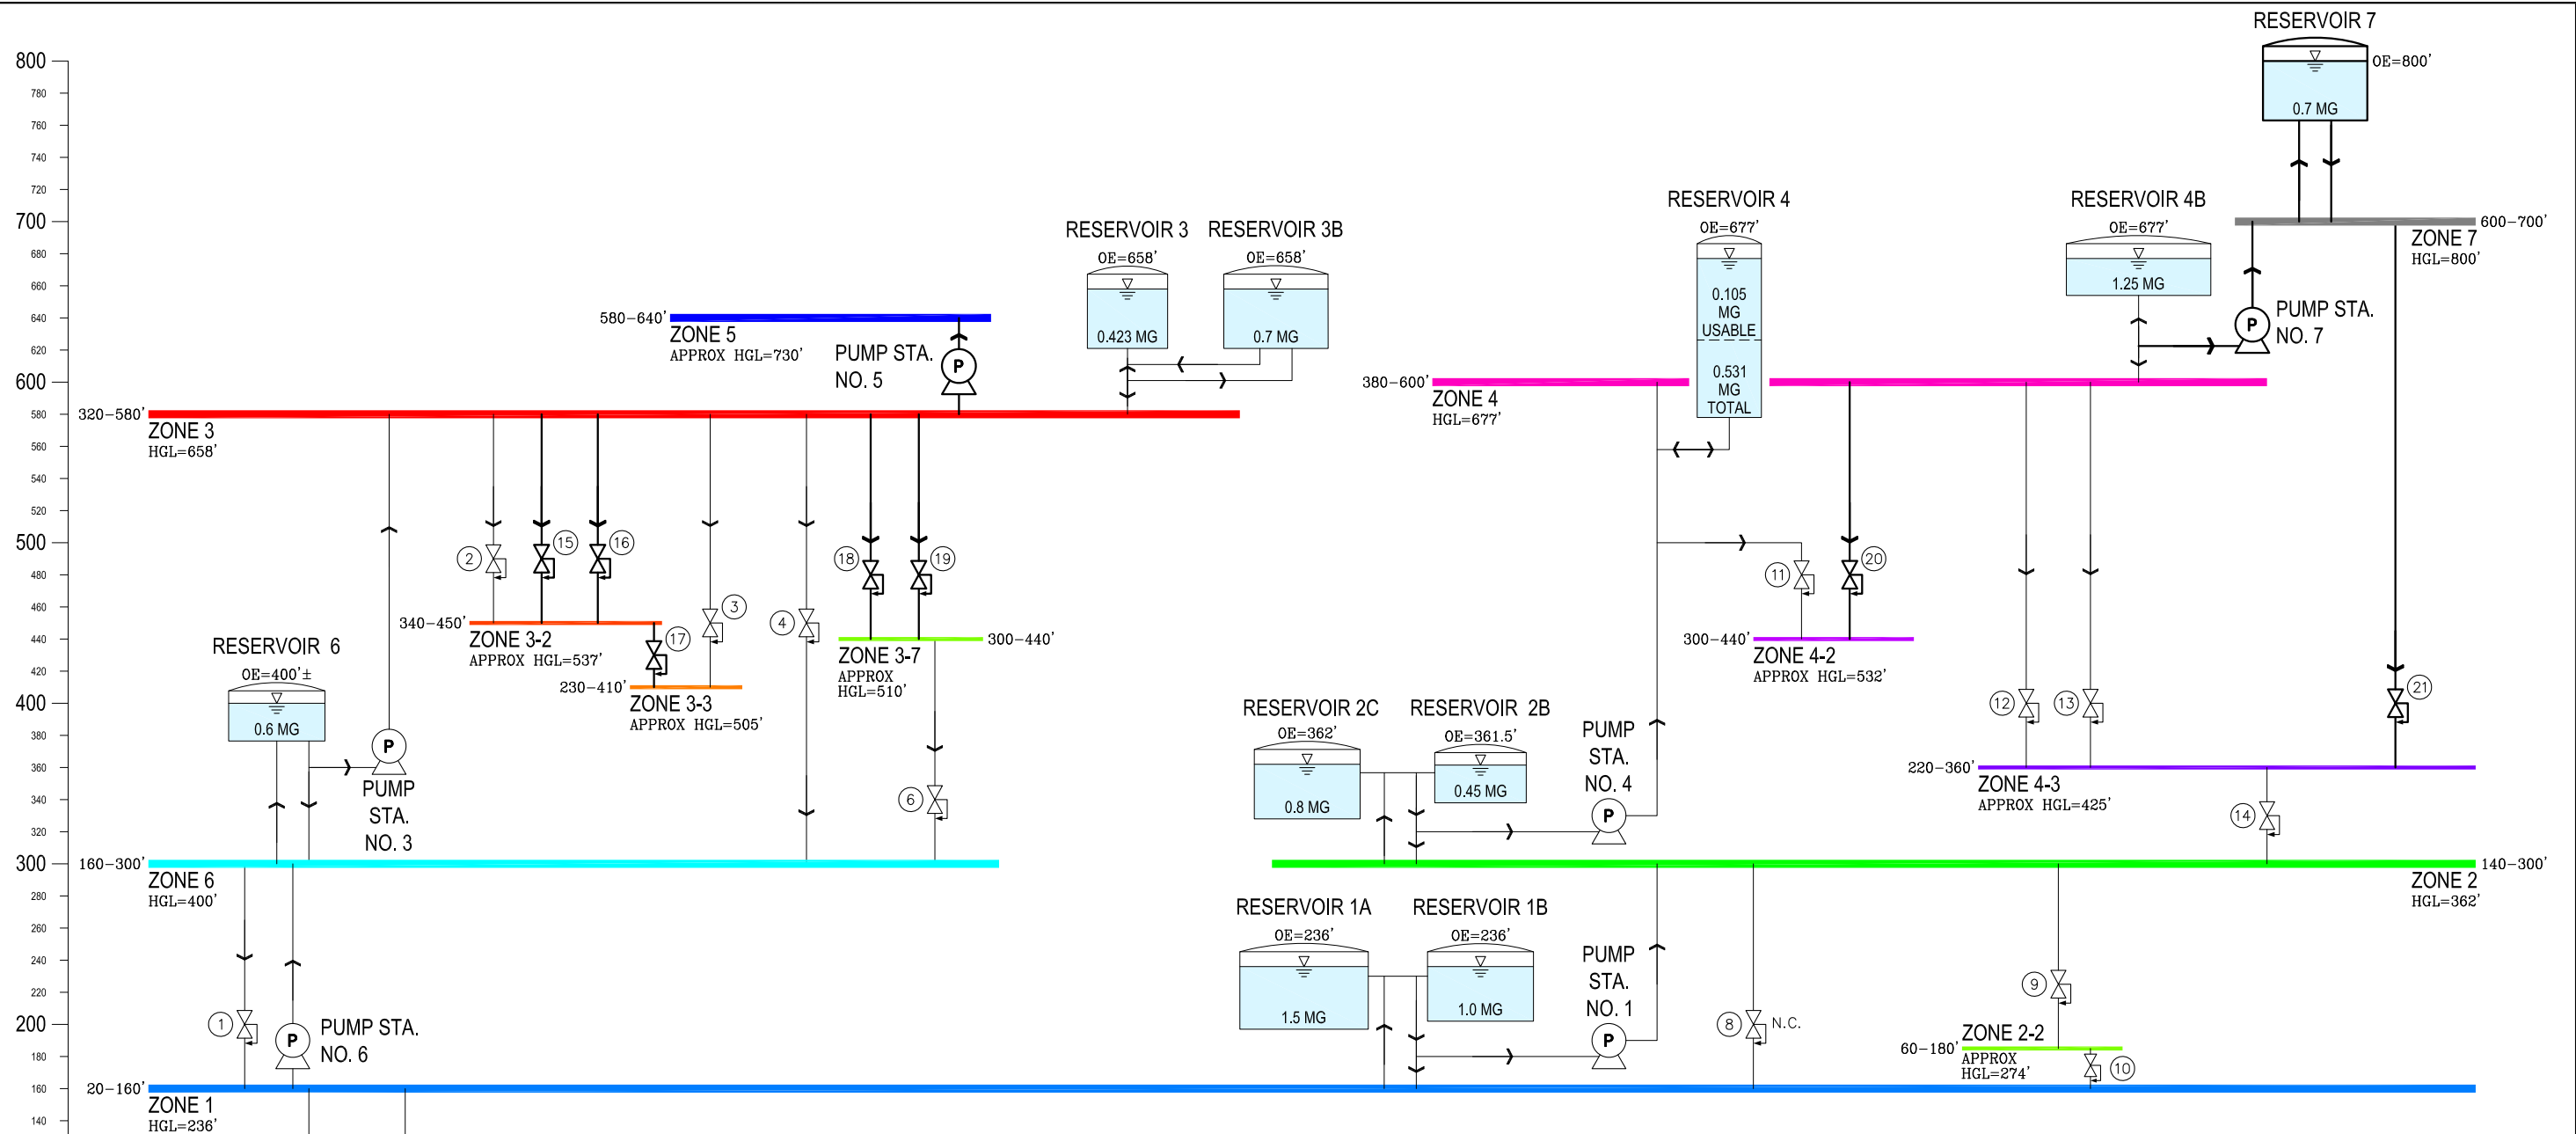 RESERVOIR 7
OE=800'
0.7 MG
800
780
760
740
720
700
680
660
640
620
600
580
560
540
520
500
480
460
440
420
400
380
360
340
320
300
280
260
240
220
200
180
160
140
600-700'
ZONE 7
HGL=800'
RESERVOIR 4
OE=677'
0.105
MG
USABLE
0.531
MG
TOTAL
RESERVOIR 4B
OE=677'
1.25 MG
P
PUMP STA.
NO. 7
RESERVOIR 3
OE=658'
0.423 MG
RESERVOIR 3B
OE=658'
0.7 MG
580-640'
ZONE 5
APPROX HGL=730'
PUMP STA.
NO. 5
P
380-600'
ZONE 4
HGL=677'
320-580'
ZONE 3
HGL=658'
2
15
16
3
4
18
19
11
20
340-450'
ZONE 3-2
APPROX HGL=537'
17
230-410'
ZONE 3-3
APPROX HGL=505'
300-440'
ZONE 3-7
APPROX
HGL=510'
6
300-440'
ZONE 4-2
APPROX HGL=532'
12
13
21
RESERVOIR 6
OE=400'±
0.6 MG
P
PUMP
STA.
NO. 3
RESERVOIR 2C
OE=362'
0.8 MG
RESERVOIR 2B
OE=361.5'
0.45 MG
PUMP
STA.
NO. 4
P
220-360'
ZONE 4-3
APPROX HGL=425'
14
160-300'
ZONE 6
HGL=400'
140-300'
ZONE 2
HGL=362'
RESERVOIR 1A
OE=236'
1.5 MG
RESERVOIR 1B
OE=236'
1.0 MG
PUMP
STA.
NO. 1
P
1
P
PUMP STA.
NO. 6
8
N.C.
9
60-180'
ZONE 2-2
APPROX
HGL=274'
10
20-160'
ZONE 1
HGL=236'